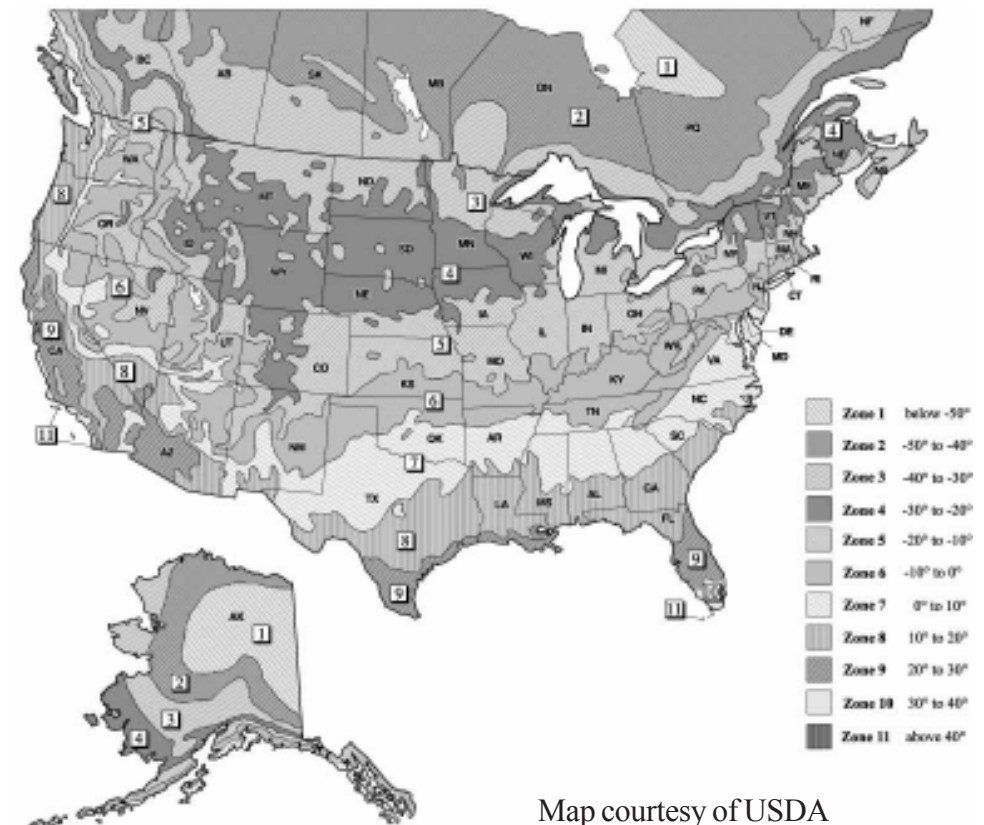 NF
BC
AB
SK
MB
1
ON
2
PQ
5
4
WA
ND
MT
3
8
OR
ID
SD
MN
WI
VT
NH
MA
NY
MI
WY
4
RI
6
NE
IA
PA
NJ
CT
NV
OH
9
UT
IL
IN
DE
CA
5
MO
WV
MD
CO
VA
8
KS
KY
6
NC
TN
11
NM
OK
AR
SC
AZ
7
TX
MS
AL
GA
LA
8
FL
9
9
10
11
AK
1
2
3
4
Zone 1 below -50°
Zone 2 -50° to -40°
Zone 3 -40° to -30°
Zone 4 -30° to -20°
Zone 5 -20° to -10°
Zone 6 -10° to 0°
Zone 7 0° to 10°
Zone 8 10° to 20°
Zone 9 20° to 30°
Zone 10 30° to 40°
Zone 11 above 40°
Map courtesy of USDA